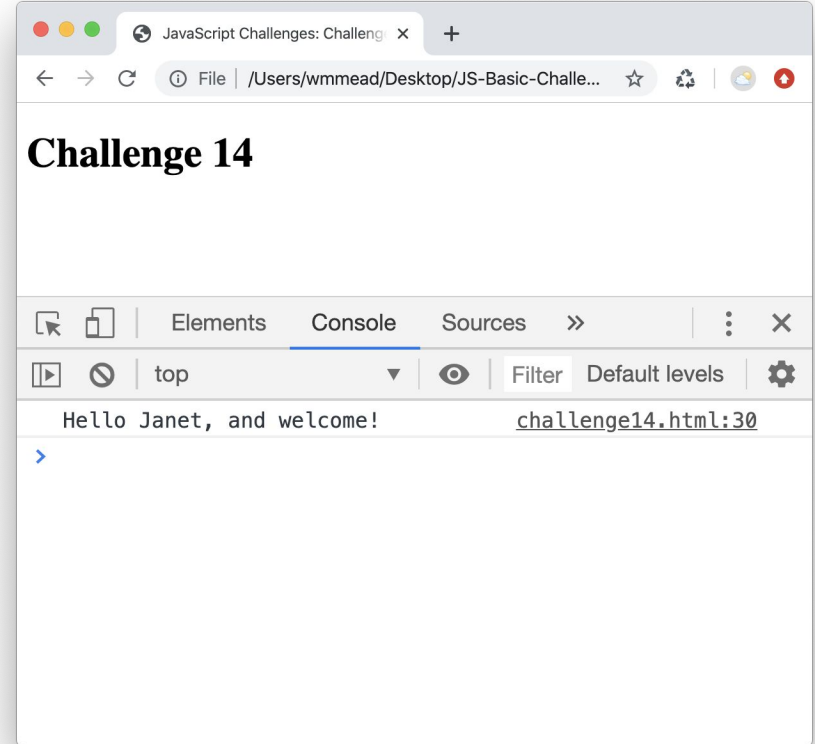 JavaScript Challenges: Challeng
File /Users/wmmead/Desktop/JS-Basic-Challe...
Challenge 14
Elements Console Sources
top Filter Default levels
Hello Janet, and welcome! challenge14.html:30